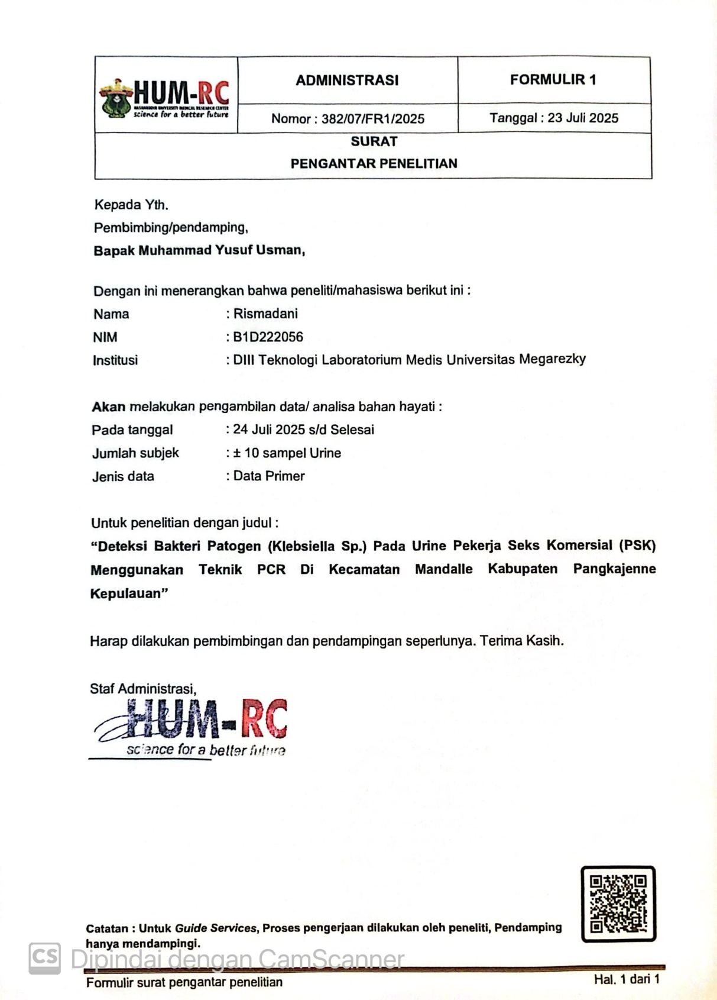 HUM-RC
HASANUDDIN UNIVERSITY MEDICAL RESEARCH CENTER
science for a better future
ADMINISTRASI
FORMULIR 1
Nomor : 382/07/FR1/2025
Tanggal : 23 Juli 2025
SURAT
PENGANTAR PENELITIAN
Kepada Yth.
Pembimbing/pendamping,
Bapak Muhammad Yusuf Usman,
Dengan ini menerangkan bahwa peneliti/mahasiswa berikut ini :
Nama : Rismadani
NIM : B1D222056
Institusi : DIII Teknologi Laboratorium Medis Universitas Megarezky
Akan melakukan pengambilan data/ analisa bahan hayati :
Pada tanggal : 24 Juli 2025 s/d Selesai
Jumlah subjek : ± 10 sampel Urine
Jenis data : Data Primer
Untuk penelitian dengan judul :
“Deteksi Bakteri Patogen (Klebsiella Sp.) Pada Urine Pekerja Seks Komersial (PSK)
Menggunakan Teknik PCR Di Kecamatan Mandalle Kabupaten Pangkajenne
Kepulauan”
Harap dilakukan pembimbingan dan pendampingan seperlunya. Terima Kasih.
Staf Administrasi,
HUM-RC
science for a better future
Catatan : Untuk Guide Services, Proses pengerjaan dilakukan oleh peneliti, Pendamping
hanya mendampingi.
CS Dipindai dengan CamScanner
Formulir surat pengantar penelitian
Hal. 1 dari 1